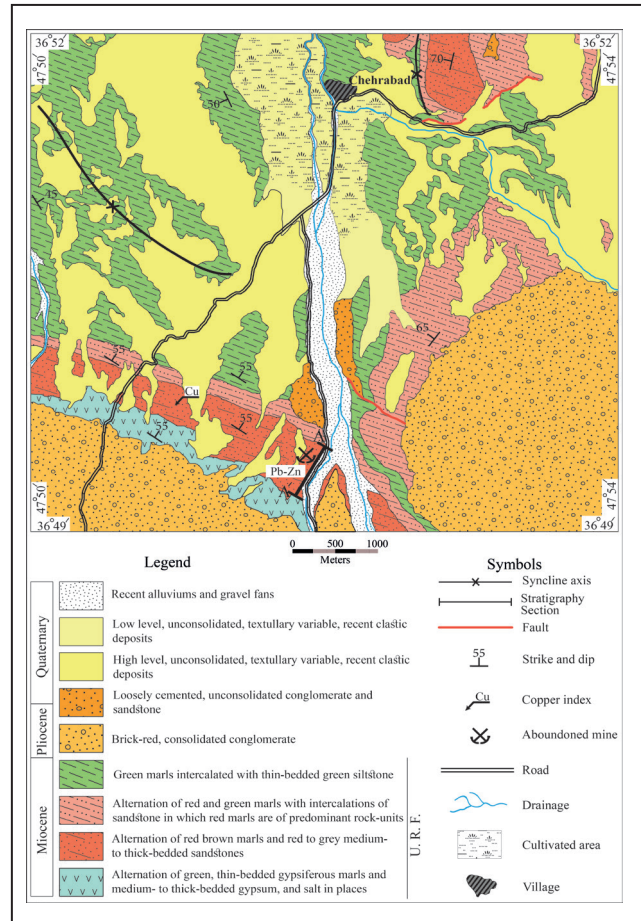 36°52
47°50
36°52
47°54
70
Chehrabad
50
45
65
55
55
Cu
55
55
Pb-Zn
A
A'
47°50
36°49
47°54
36°49
0 500 1000
Meters
Legend
Quaternary
Recent alluviums and gravel fans
Low level, unconsolidated, textullary variable, recent clastic
deposits
High level, unconsolidated, textullary variable, recent clastic
deposits
Pliocene
Loosely cemented, unconsolidated conglomerate and
sandstone
Brick-red, consolidated conglomerate
Miocene
Green marls intercalated with thin-bedded green siltstone
Alternation of red and green marls with intercalations of
sandstone in which red marls are of predominant rock-units
Alternation of red brown marls and red to grey medium-
to thick-bedded sandstones
Alternation of green, thin-bedded gypsiferous marls and
medium- to thick-bedded gypsum, and salt in places
U. R. F.
Symbols
Syncline axis
Stratigraphy
Section
Fault
55
Strike and dip
Cu
Copper index
Aboundoned mine
Road
Drainage
Cultivated area
Village